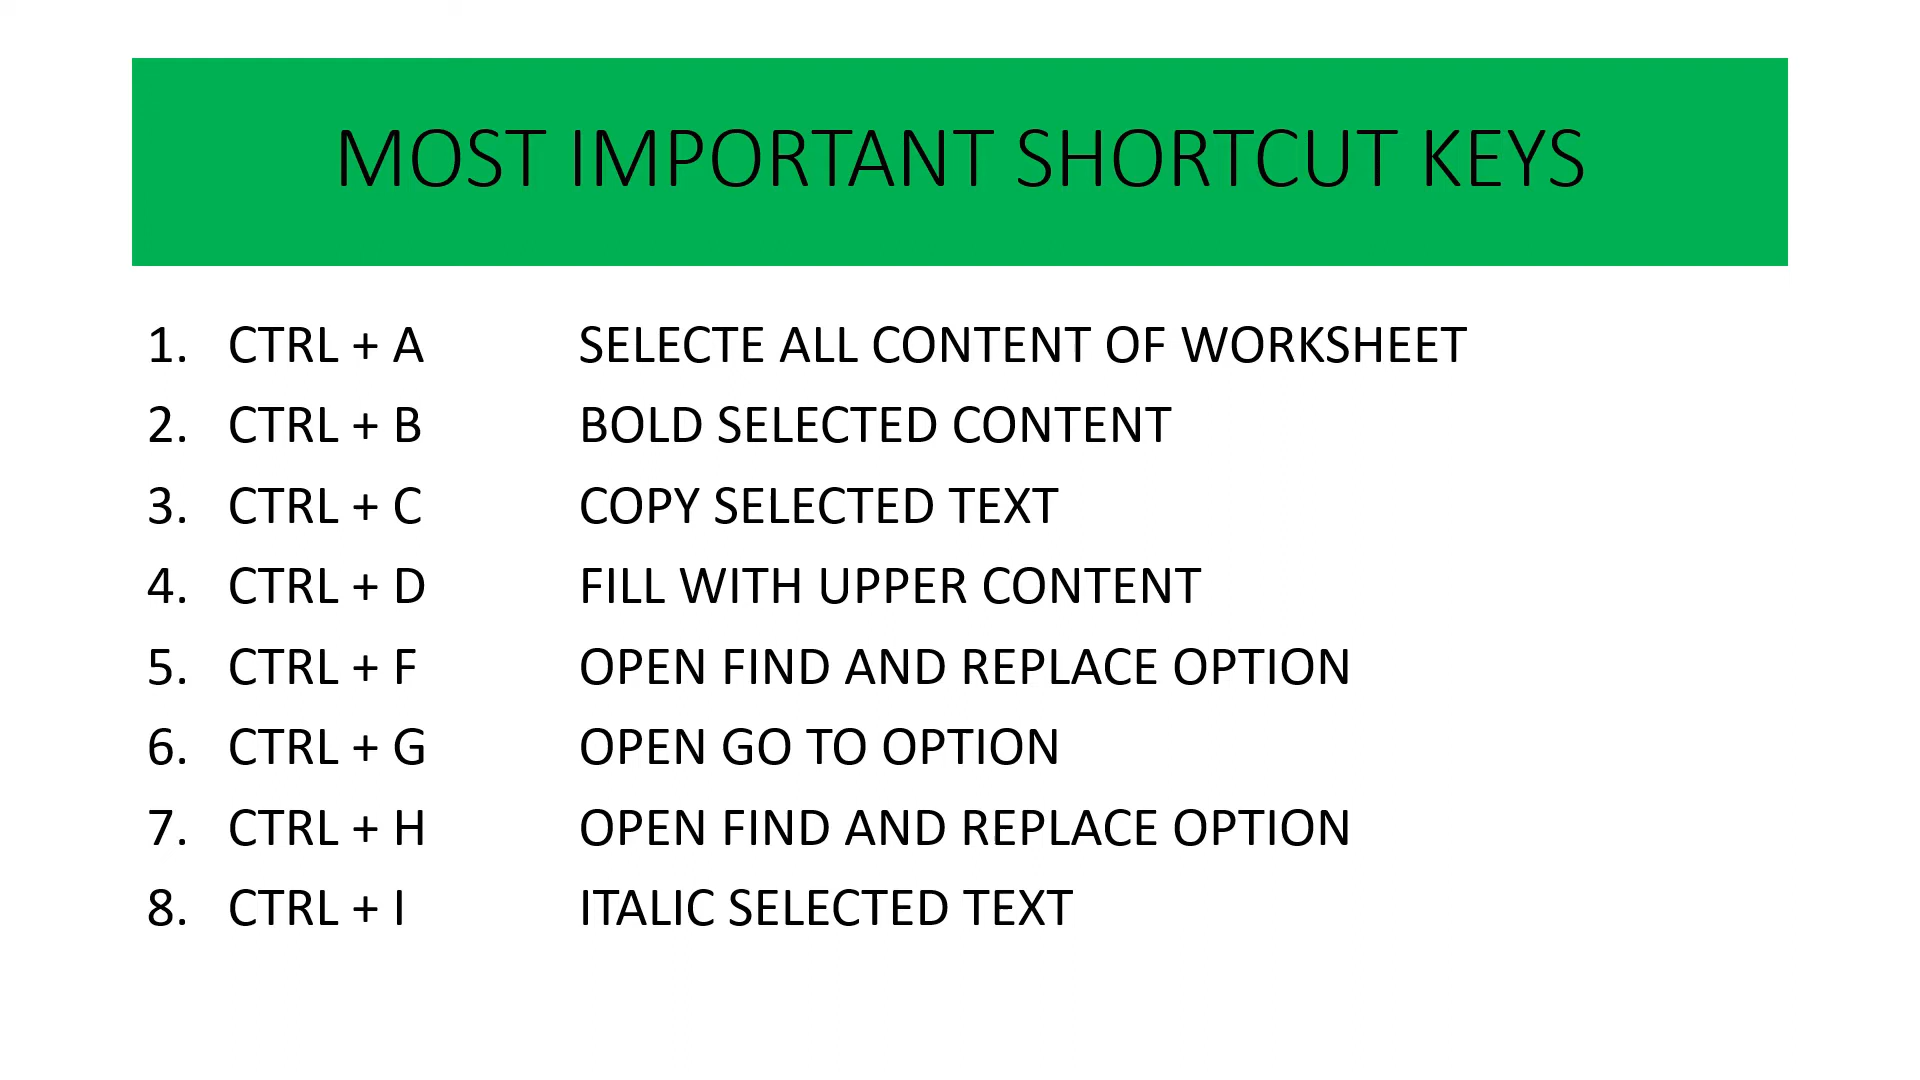 MOST IMPORTANT SHORTCUT KEYS
1. CTRL + A SELECTE ALL CONTENT OF WORKSHEET
2. CTRL + B BOLD SELECTED CONTENT
3. CTRL + C COPY SELECTED TEXT
4. CTRL + D FILL WITH UPPER CONTENT
5. CTRL + F OPEN FIND AND REPLACE OPTION
6. CTRL + G OPEN GO TO OPTION
7. CTRL + H OPEN FIND AND REPLACE OPTION
8. CTRL + I ITALIC SELECTED TEXT